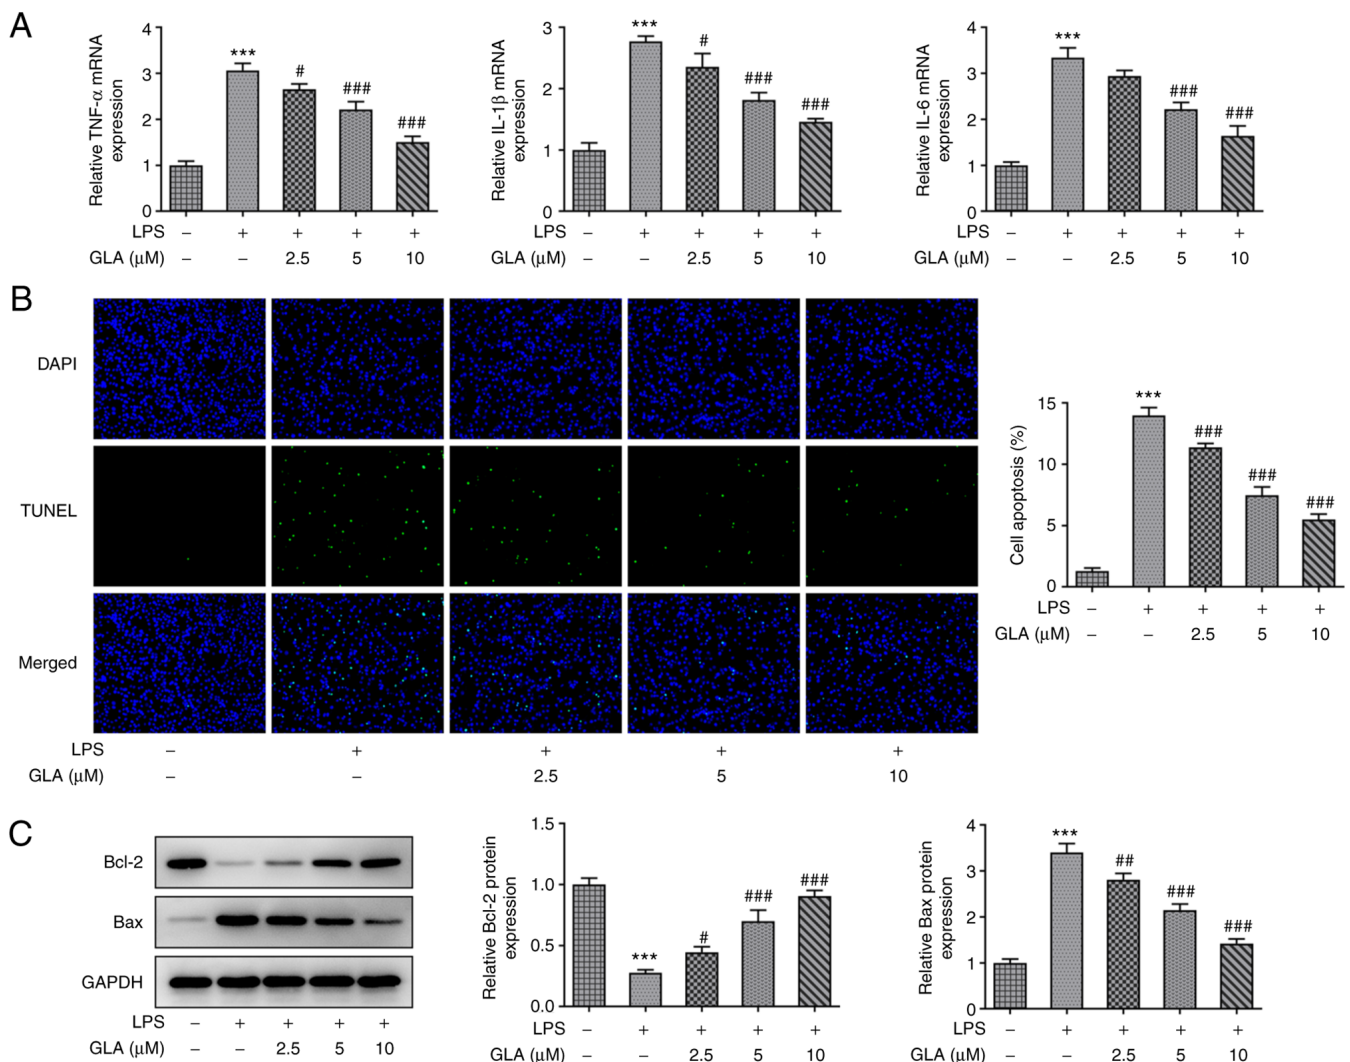 A
Relative TNF-α mRNA
expression
4
3
2
1
0
***
#
###
###
LPS – + + + +
GLA (μM) – – 2.5 5 10
Relative IL-1β mRNA
expression
3
2
1
0
***
#
###
###
LPS – + + + +
GLA (μM) – – 2.5 5 10
Relative IL-6 mRNA
expression
4
3
2
1
0
***
###
###
LPS – + + + +
GLA (μM) – – 2.5 5 10
B
DAPI
TUNEL
Merged
LPS – + + + +
GLA (μM) – – 2.5 5 10
Cell apoptosis (%)
15
10
5
0
***
###
###
###
LPS – + + + +
GLA (μM) – – 2.5 5 10
C
Bcl-2
Bax
GAPDH
LPS – + + + +
GLA (μM) – – 2.5 5 10
Relative Bcl-2 protein
expression
1.5
1.0
0.5
0.0
***
#
###
###
LPS – + + + +
GLA (μM) – – 2.5 5 10
Relative Bax protein
expression
4
3
2
1
0
***
##
###
###
LPS – + + + +
GLA (μM) – – 2.5 5 10